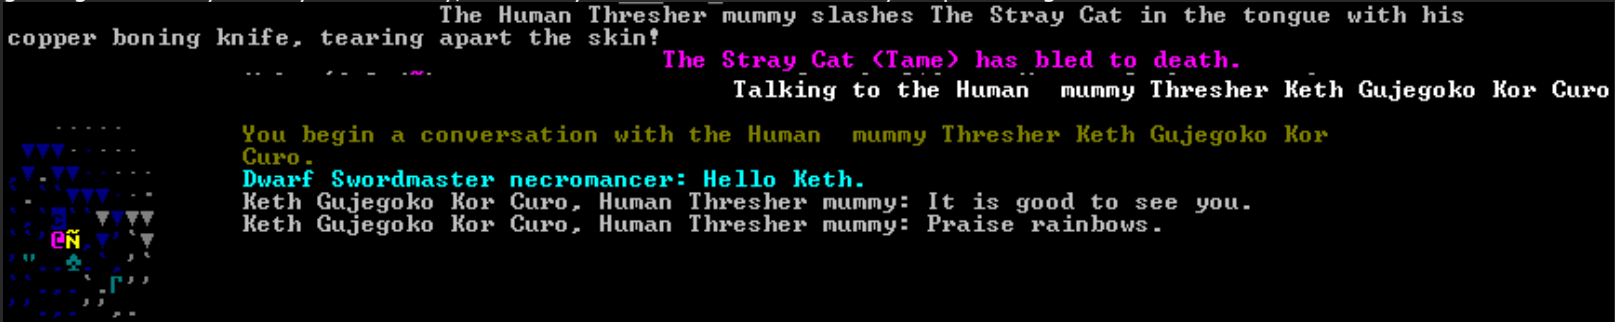 The Human Thresher mummy slashes The Stray Cat in the tongue with his
copper boning knife, tearing apart the skin!
The Stray Cat (Tame) has bled to death.
Talking to the Human  mummy Thresher Keth Gujegoko Kor Curo
You begin a conversation with the Human  mummy Thresher Keth Gujegoko Kor
Curo.
Dwarf Swordmaster necromancer: Hello Keth.
Keth Gujegoko Kor Curo, Human Thresher mummy: It is good to see you.
Keth Gujegoko Kor Curo, Human Thresher mummy: Praise rainbows.